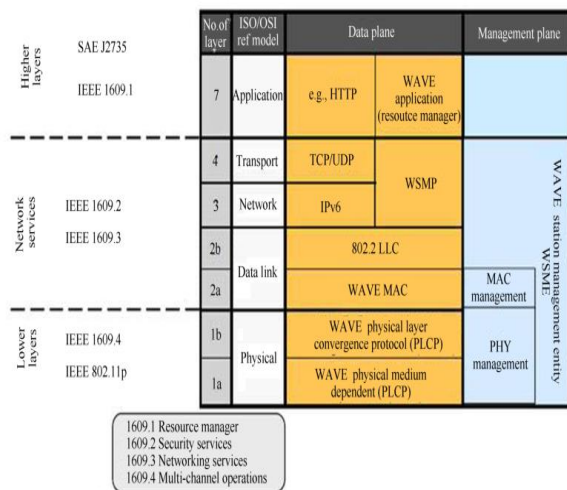 No.of
layer
ISO/OSI
ref model
Data plane
Management plane
Higher
layers
SAE J2735
IEEE 1609.1
7
Application
e.g., HTTP
WAVE
application
(resoutce manager)
Network
services
IEEE 1609.2
IEEE 1609.3
4
Transport
TCP/UDP
WSMP
3
Network
IPv6
2b
Data link
802.2 LLC
2a
WAVE MAC
MAC
management
WAVE station management entity
WSME
Lower
layers
IEEE 1609.4
IEEE 802.11p
1b
Physical
WAVE physical layer
convergence protocol (PLCP)
PHY
management
1a
WAVE physical medium
dependent (PLCP)
1609.1 Resource manager
1609.2 Security services
1609.3 Networking services
1609.4 Multi-channel operations